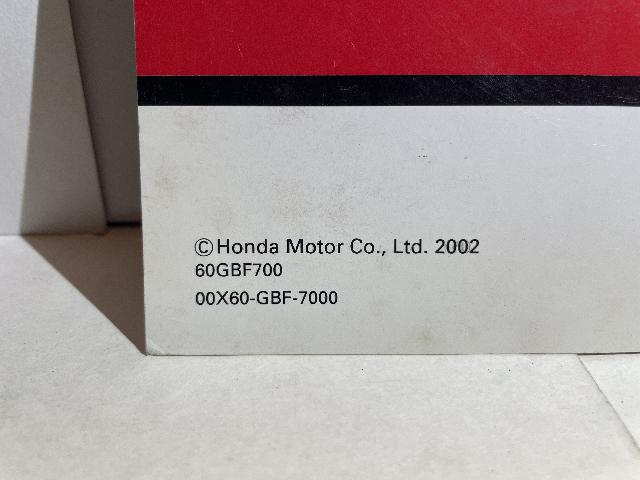 ©Honda Motor Co., Ltd. 2002
60GBF700
00X60-GBF-7000